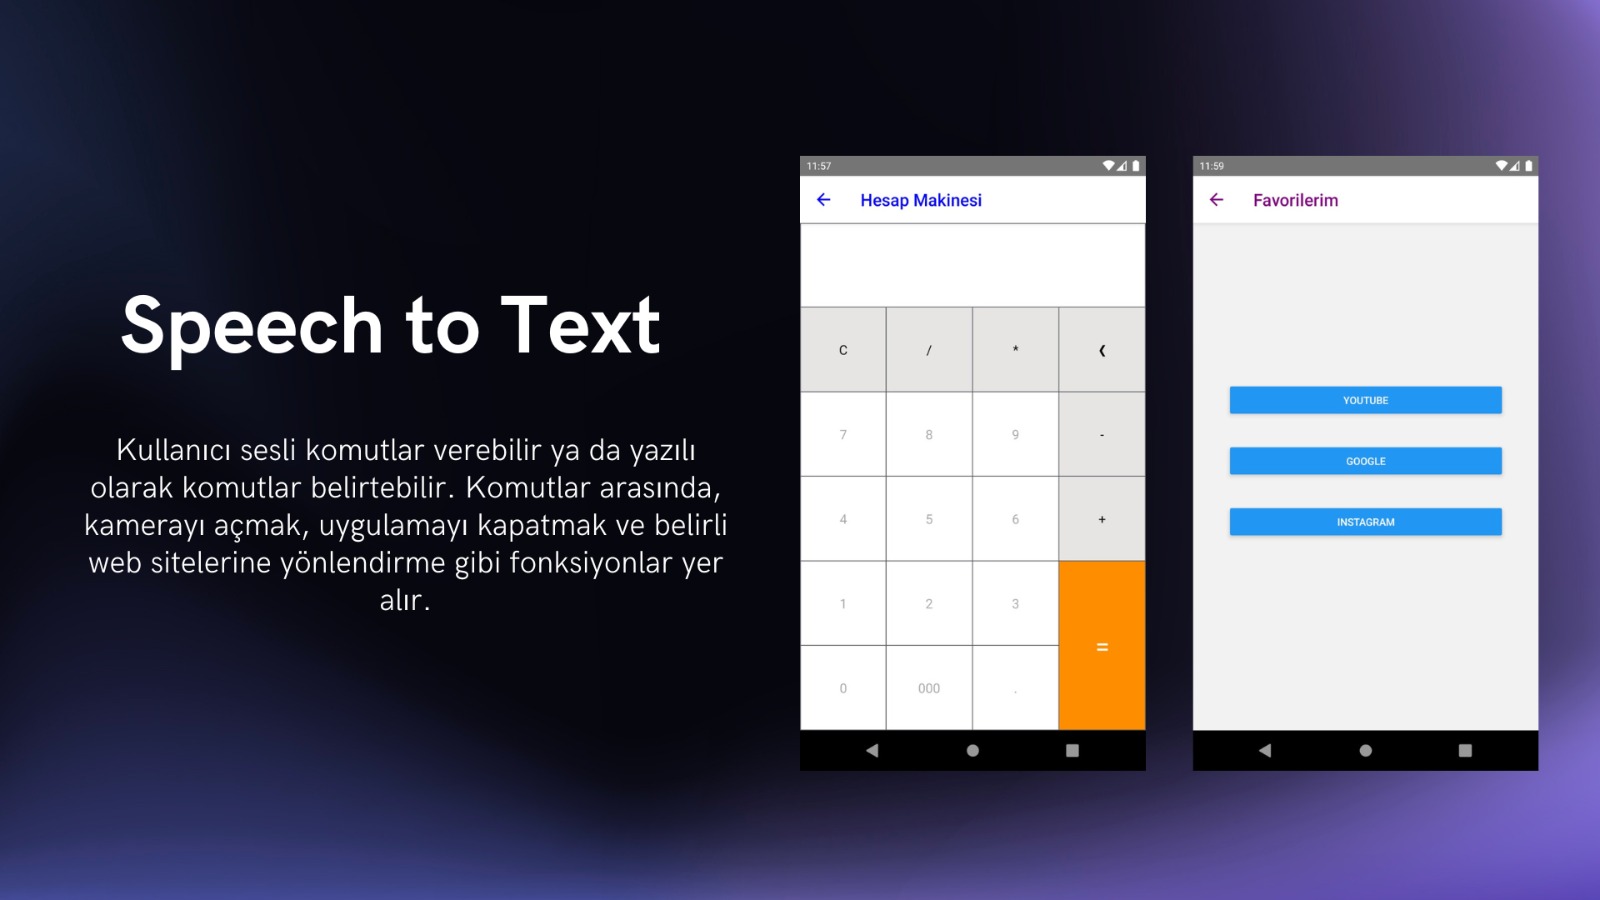 Speech to Text
Kullanıcı sesli komutlar verebilir ya da yazılı
olarak komutlar belirtebilir. Komutlar arasında,
kamerayı açmak, uygulamayı kapatmak ve belirli
web sitelerine yönlendirme gibi fonksiyonlar yer
alır.
11:57
Hesap Makinesi
C / * ❮
7 8 9 -
4 5 6 +
1 2 3
=
0 000 .
11:59
Favorilerim
YOUTUBE
GOOGLE
INSTAGRAM